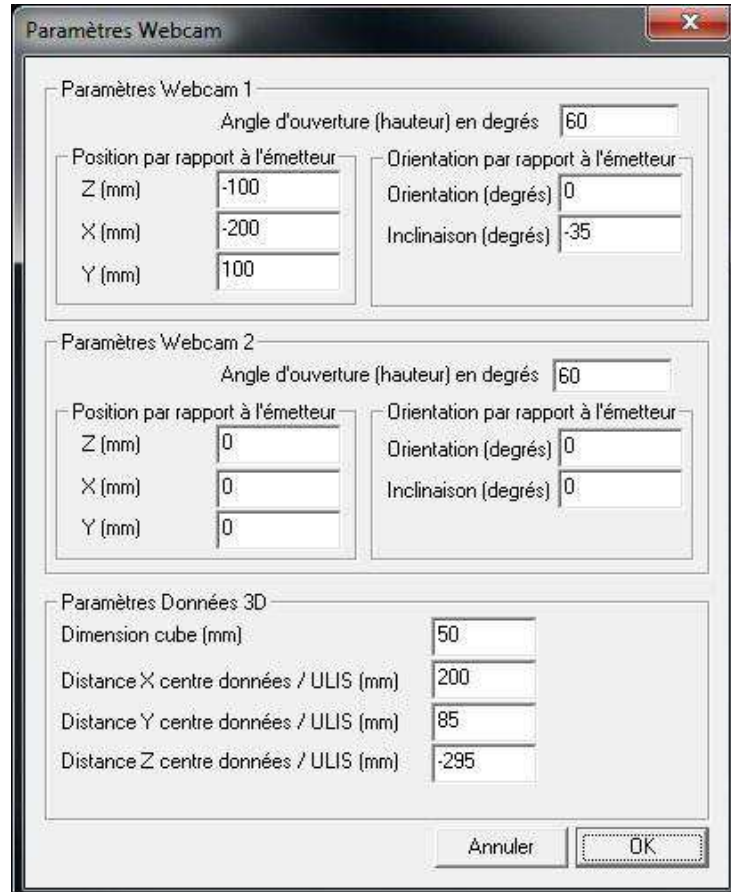 Paramètres Webcam
Paramètres Webcam 1
Angle d'ouverture (hauteur) en degrés 60
Position par rapport à l'émetteur
Z (mm) -100
X (mm) -200
Y (mm) 100
Orientation par rapport à l'émetteur
Orientation (degrés) 0
Inclinaison (degrés) -35
Paramètres Webcam 2
Angle d'ouverture (hauteur) en degrés 60
Position par rapport à l'émetteur
Z (mm) 0
X (mm) 0
Y (mm) 0
Orientation par rapport à l'émetteur
Orientation (degrés) 0
Inclinaison (degrés) 0
Paramètres Données 3D
Dimension cube (mm) 50
Distance X centre données / ULIS (mm) 200
Distance Y centre données / ULIS (mm) 85
Distance Z centre données / ULIS (mm) -295
Annuler OK